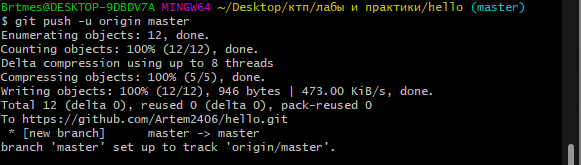 Brtmes@DESKTOP-9DBDV7A MINGW64 ~/Desktop/ктп/лабы и практики/hello (master)
$ git push -u origin master
Enumerating objects: 12, done.
Counting objects: 100% (12/12), done.
Delta compression using up to 8 threads
Compressing objects: 100% (5/5), done.
Writing objects: 100% (12/12), 946 bytes | 473.00 KiB/s, done.
Total 12 (delta 0), reused 0 (delta 0), pack-reused 0
To https://github.com/Artem2406/hello.git
 * [new branch]      master -> master
branch 'master' set up to track 'origin/master'.